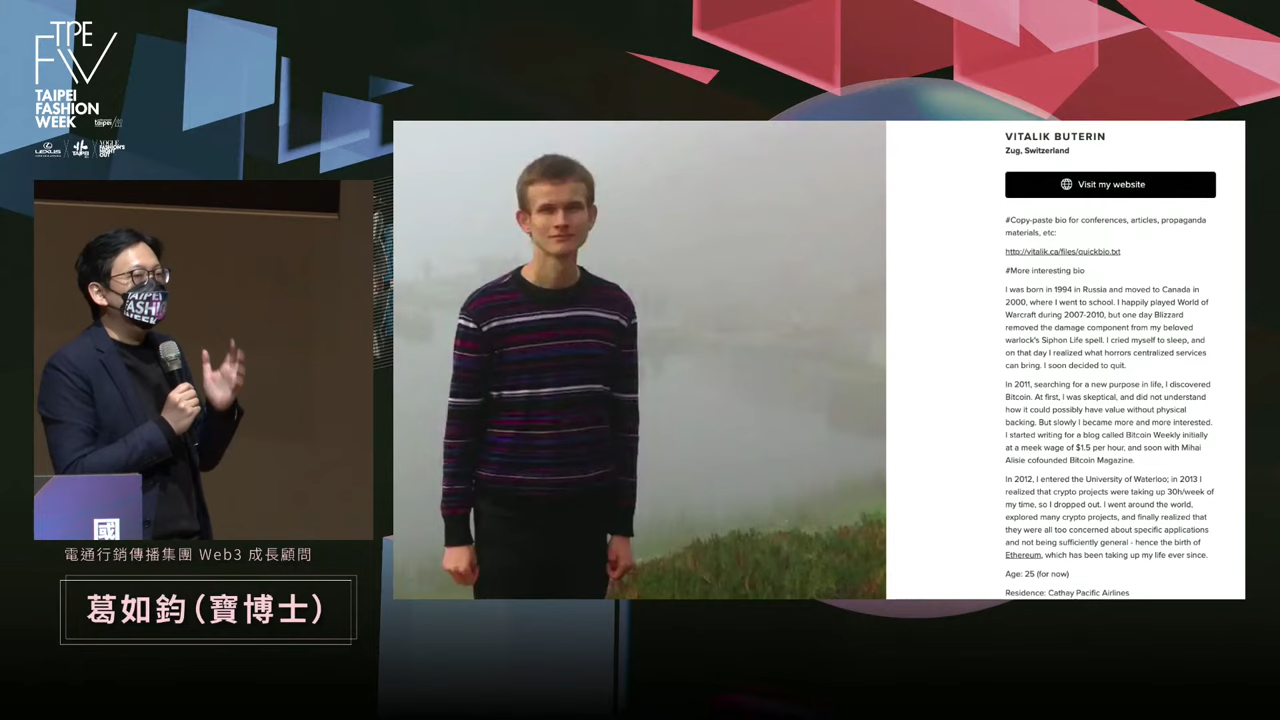 TPE
FW
TAIPEI
FASHION
WEEK
LEXUS
TAIPEI
FASHI
WEEK
國
電通行銷傳播集團 Web3 成長顧問
葛如鈞(寶博士)
VITALIK BUTERIN
Zug, Switzerland
Visit my website
#Copy-paste bio for conferences, articles, propaganda
materials, etc:
http://vitalik.ca/files/quickbio.txt
#More interesting bio
I was born in 1994 in Russia and moved to Canada in
2000, where I went to school. I happily played World of
Warcraft during 2007-2010, but one day Blizzard
removed the damage component from my beloved
warlock's Siphon Life spell. I cried myself to sleep, and
on that day I realized what horrors centralized services
can bring. I soon decided to quit.
In 2011, searching for a new purpose in life, I discovered
Bitcoin. At first, I was skeptical, and did not understand
how it could possibly have value without physical
backing. But slowly I became more and more interested.
I started writing for a blog called Bitcoin Weekly initially
at a meek wage of $1.5 per hour, and soon with Mihai
Alisie cofounded Bitcoin Magazine.
In 2012, I entered the University of Waterloo; in 2013 I
realized that crypto projects were taking up 30h/week of
my time, so I dropped out. I went around the world,
explored many crypto projects, and finally realized that
they were all too concerned about specific applications
and not being sufficiently general - hence the birth of
Ethereum, which has been taking up my life ever since.
Age: 25 (for now)
Residence: Cathay Pacific Airlines